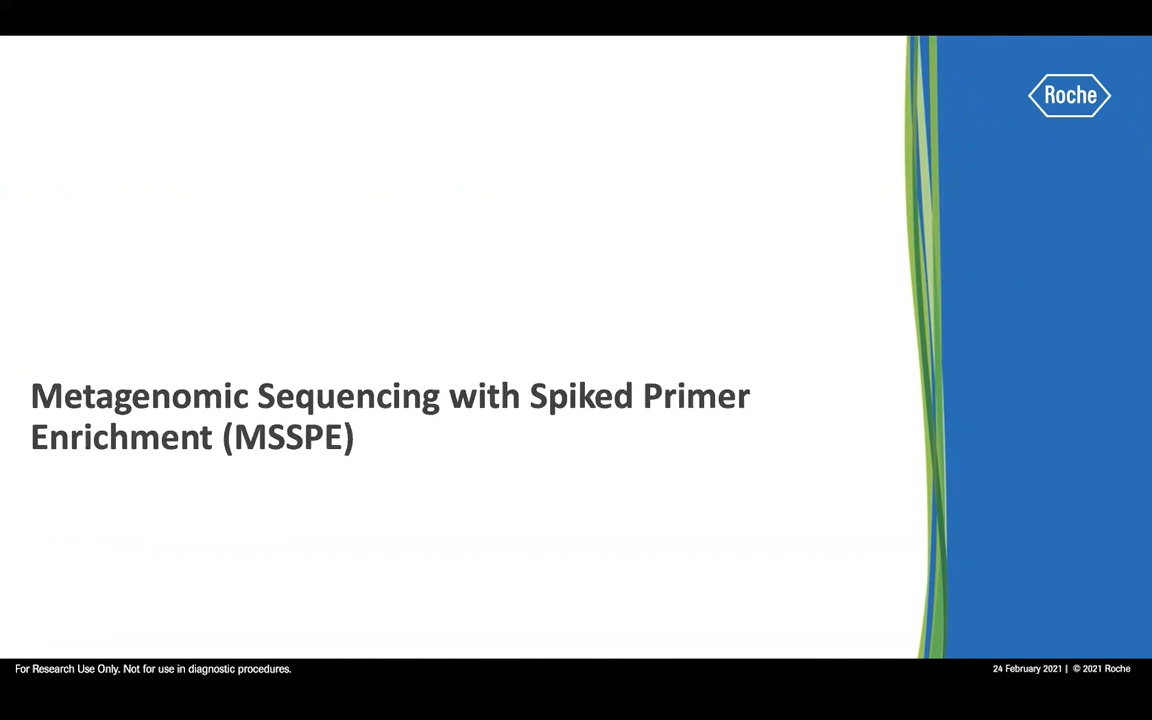 Roche
Metagenomic Sequencing with Spiked Primer
Enrichment (MSSPE)
For Research Use Only. Not for use in diagnostic procedures.
24 February 2021 | © 2021 Roche